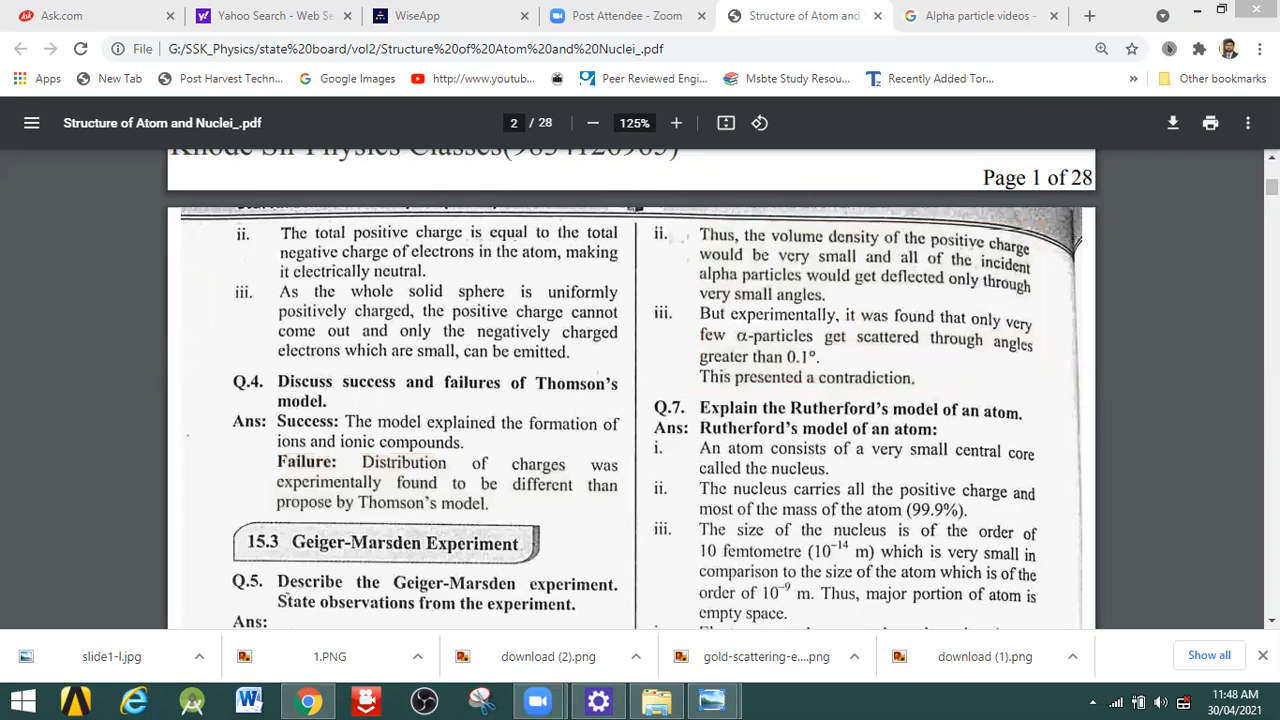 Ask.com
Yahoo Search - Web Se
WiseApp
Post Attendee - Zoom
Structure of Atom and
Alpha particle videos -
File
G:/SSK_Physics/state%20board/vol2/Structure%20of%20Atom%20and%20Nuclei_.pdf
Apps
New Tab
Post Harvest Techn...
Google Images
http://www.youtub...
Peer Reviewed Engi...
Msbte Study Resou...
Recently Added Tor...
»
Other bookmarks
Structure of Atom and Nuclei_.pdf
2 / 28
125%
Page 1 of 28
ii. The total positive charge is equal to the total
negative charge of electrons in the atom, making
it electrically neutral.
iii. As the whole solid sphere is uniformly
positively charged, the positive charge cannot
come out and only the negatively charged
electrons which are small, can be emitted.
Q.4. Discuss success and failures of Thomson's
model.
Ans: Success: The model explained the formation of
ions and ionic compounds.
Failure: Distribution of charges was
experimentally found to be different than
propose by Thomson's model.
15.3 Geiger-Marsden Experiment
Q.5. Describe the Geiger-Marsden experiment.
State observations from the experiment.
Ans:
ii. Thus, the volume density of the positive charge
would be very small and all of the incident
alpha particles would get deflected only through
very small angles.
iii. But experimentally, it was found that only very
few α-particles get scattered through angles
greater than 0.1°.
This presented a contradiction.
Q.7. Explain the Rutherford's model of an atom.
Ans: Rutherford's model of an atom:
i. An atom consists of a very small central core
called the nucleus.
ii. The nucleus carries all the positive charge and
most of the mass of the atom (99.9%).
iii. The size of the nucleus is of the order of
10 femtometre (10⁻¹⁴ m) which is very small in
comparison to the size of the atom which is of the
order of 10⁻⁹ m. Thus, major portion of atom is
empty space.
slide1-l.jpg
1.PNG
download (2).png
gold-scattering-e....png
download (1).png
Show all
11:48 AM
30/04/2021